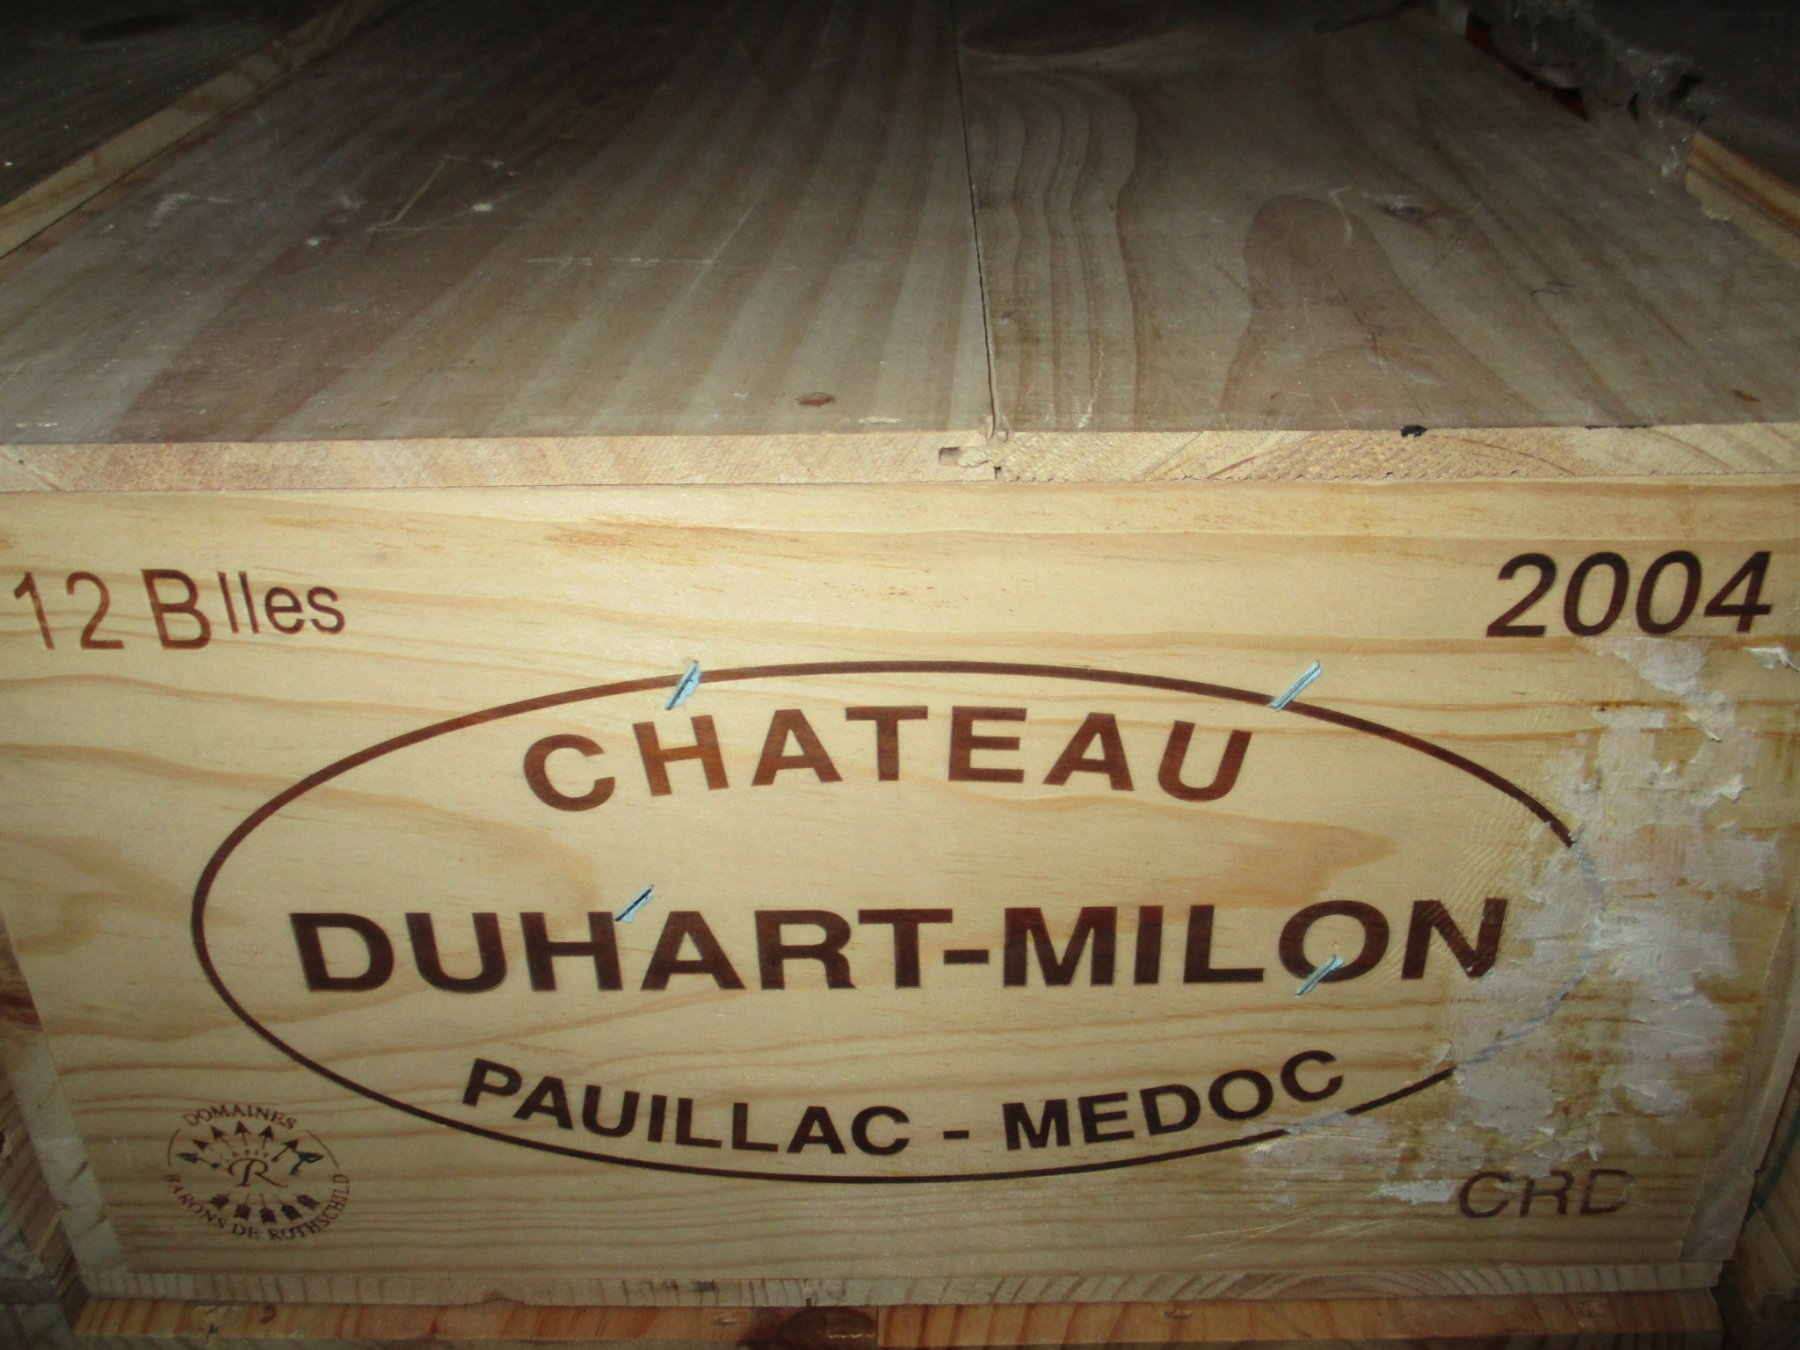 12 Blles
2004
CHATEAU
DUHART-MILON
PAUILLAC - MEDOC
DOMAINES
R
BARONS DE ROTHSCHILD
CRD